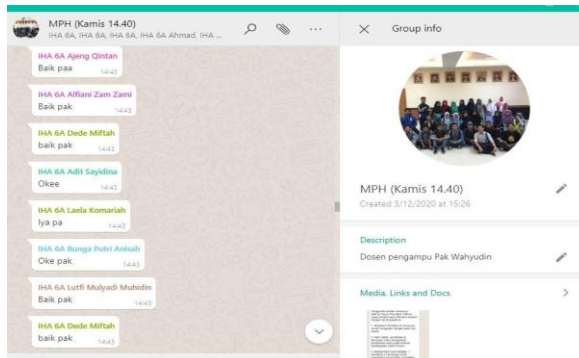 MPH (Kamis 14.40)
IHA 6A, IHA 6A, IHA 6A, IHA 6A Ahmad, IHA ...
IHA 6A Ajeng Qintan
Baik paa
14:43
IHA 6A Alfiani Zam Zami
Baik pak
14:43
IHA 6A Dede Miftah
baik pak
14:43
IHA 6A Adit Sayidina
Okee
14:43
IHA 6A Laela Komariah
Iya pa
14:43
IHA 6A Bunga Putri Anisah
Oke pak
14:43
IHA 6A Lutfi Mulyadi Muhidin
Baik pak
14:43
IHA 6A Dede Miftah
baik pak
14:43
Group info
MPH (Kamis 14.40)
Created 3/12/2020 at 15:26
Description
Dosen pengampu Pak Wahyudin
Media, Links and Docs